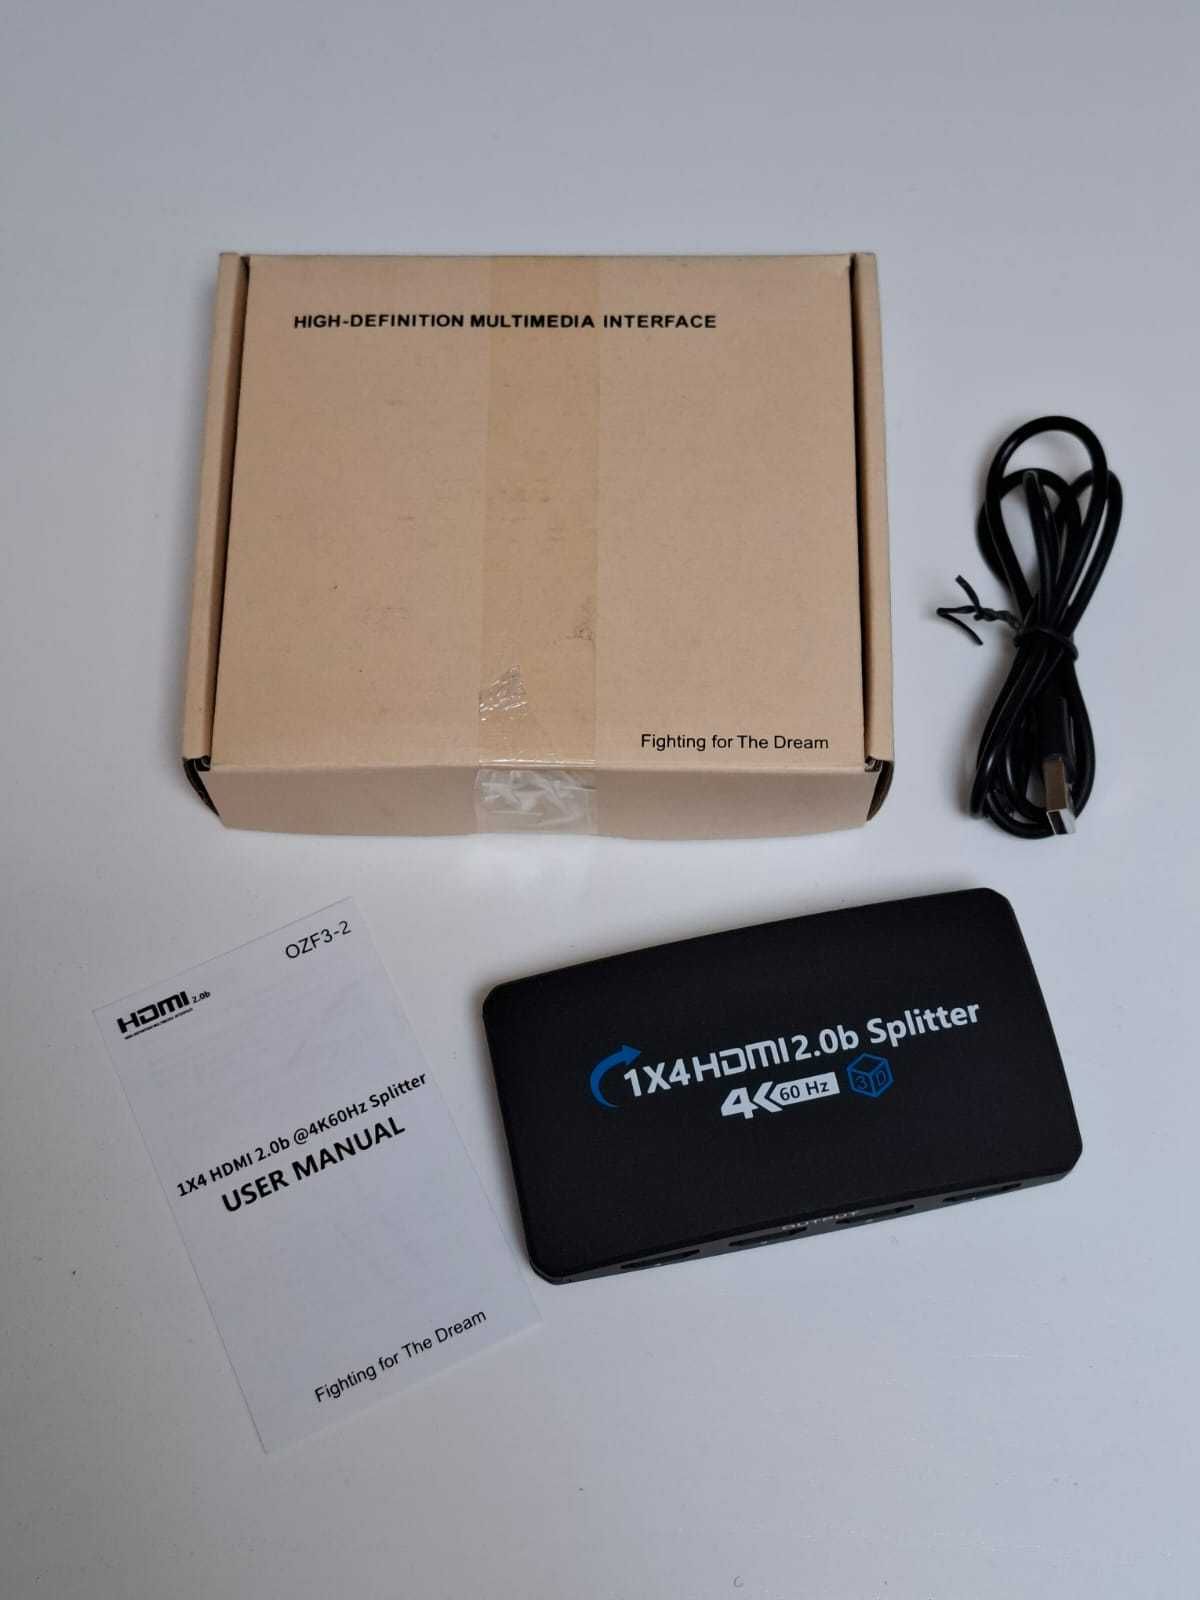 HIGH-DEFINITION MULTIMEDIA INTERFACE
Fighting for The Dream
OZF3-2
HDMI 2.0b
1X4 HDMI 2.0b @4K60Hz Splitter
USER MANUAL
Fighting for The Dream
1X4 HDMI 2.0b Splitter
4K 60 Hz 3D
OUTPUT